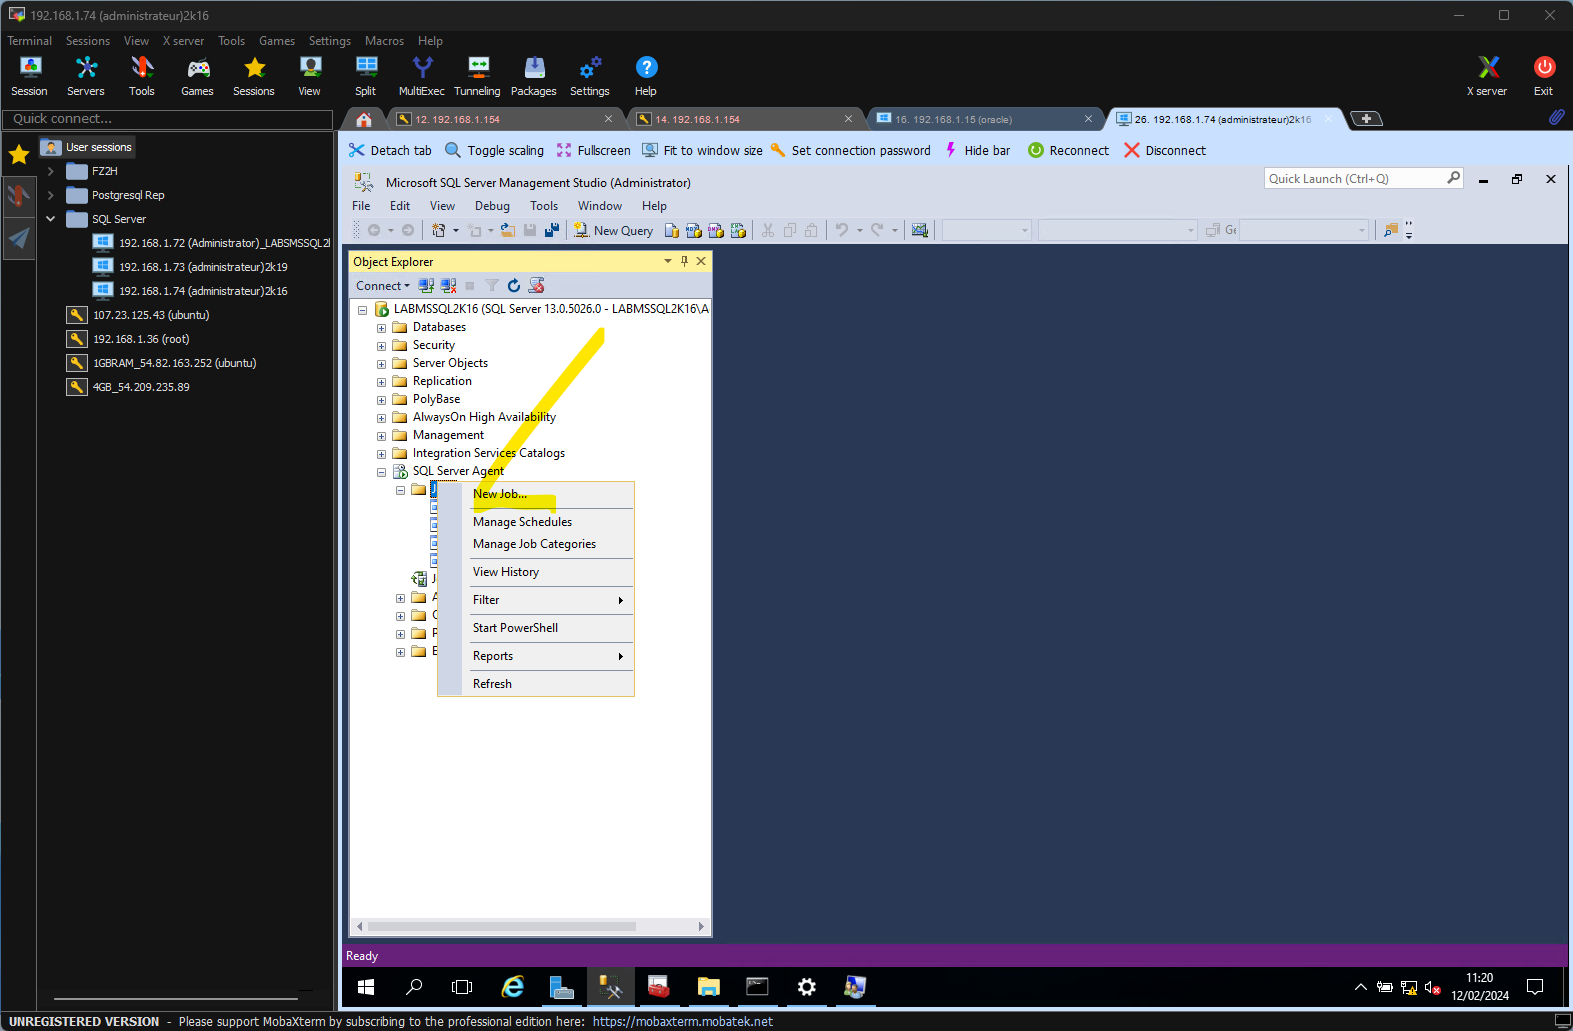 192.168.1.74 (administrateur)2k16
Terminal Sessions View X server Tools Games Settings Macros Help
Session Servers Tools Games Sessions View Split MultiExec Tunneling Packages Settings Help X server Exit
Quick connect...
12. 192.168.1.154
14. 192.168.1.154
16. 192.168.1.15 (oracle)
26. 192.168.1.74 (administrateur)2k16
User sessions
FZ2H
Postgresql Rep
SQL Server
192.168.1.72 (Administrator)_LABSMSSQL2
192.168.1.73 (administrateur)2k19
192.168.1.74 (administrateur)2k16
107.23.125.43 (ubuntu)
192.168.1.36 (root)
1GBRAM_54.82.163.252 (ubuntu)
4GB_54.209.235.89
Detach tab Toggle scaling Fullscreen Fit to window size Set connection password Hide bar Reconnect Disconnect
Microsoft SQL Server Management Studio (Administrator)
Quick Launch (Ctrl+Q)
File Edit View Debug Tools Window Help
New Query
MDX
DMX
XMLA
Ge
Object Explorer
Connect
LABMSSQL2K16 (SQL Server 13.0.5026.0 - LABMSSQL2K16\A
Databases
Security
Server Objects
Replication
PolyBase
AlwaysOn High Availability
Management
Integration Services Catalogs
SQL Server Agent
J
J
A
O
P
E
New Job...
Manage Schedules
Manage Job Categories
View History
Filter
Start PowerShell
Reports
Refresh
Ready
11:20
12/02/2024
UNREGISTERED VERSION - Please support MobaXterm by subscribing to the professional edition here: https://mobaxterm.mobatek.net